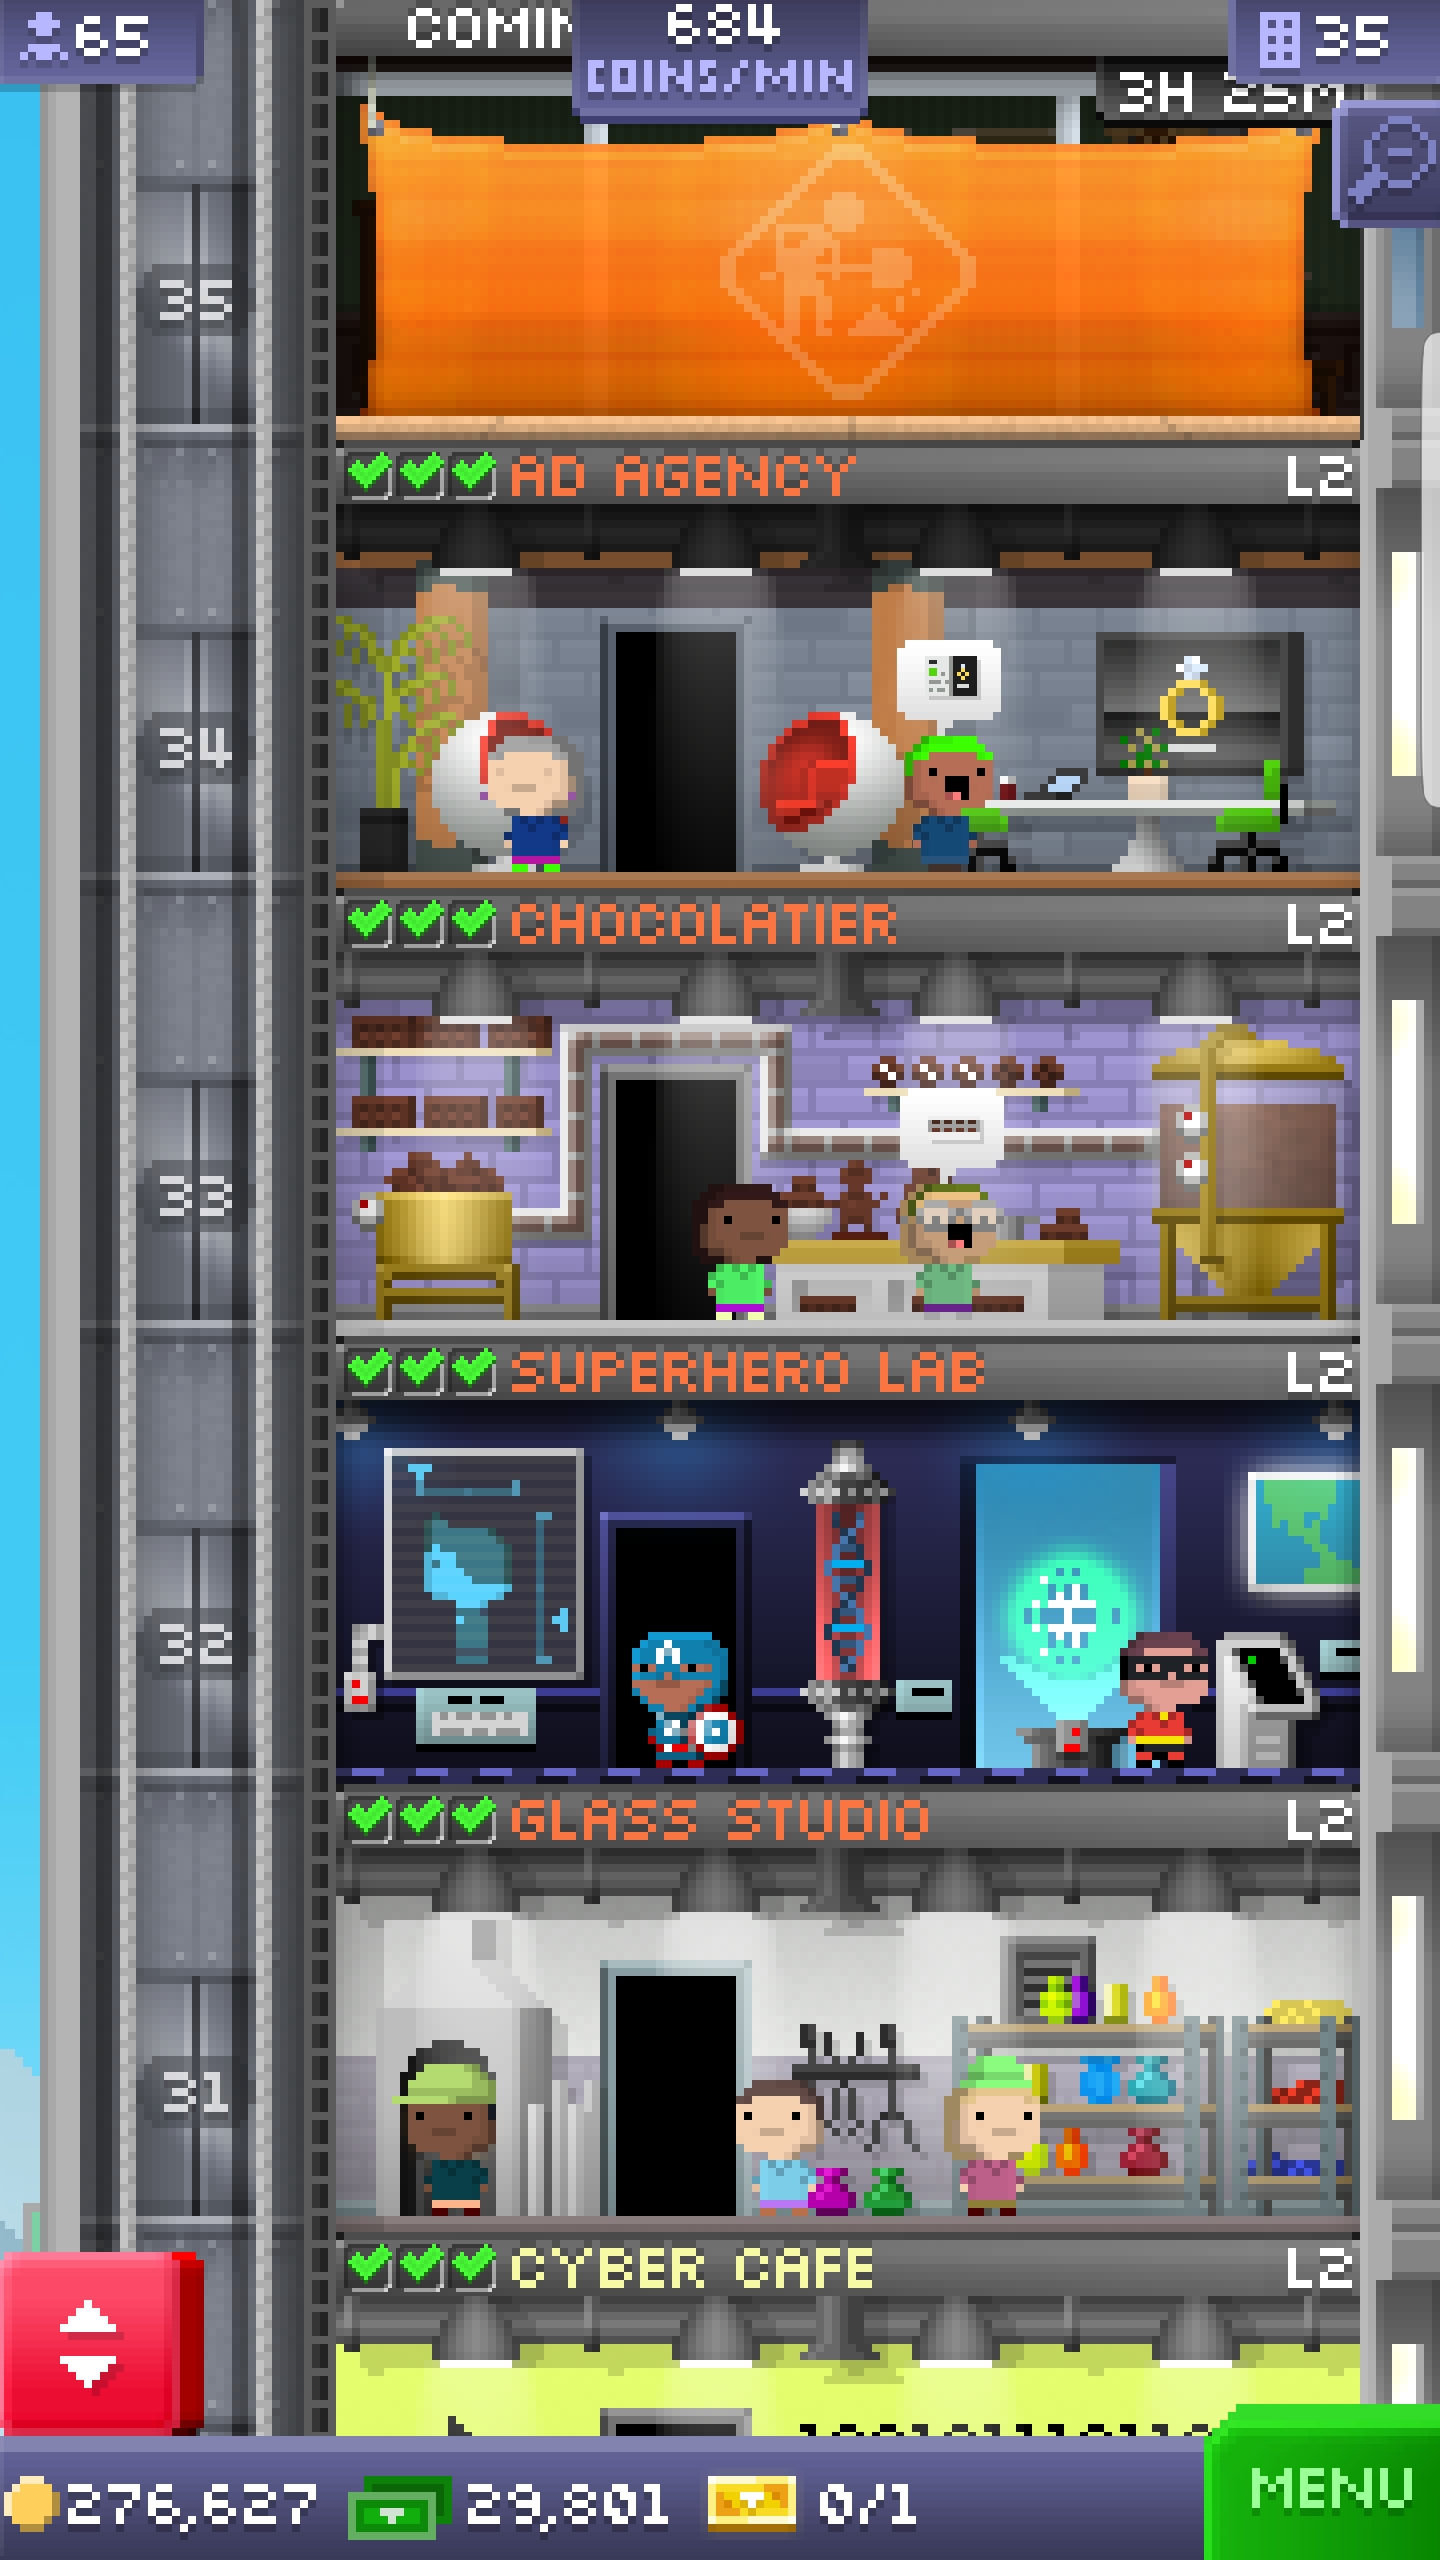 65
COMIN
684
COINS/MIN
35
3H 25M
35
AD AGENCY L2
34
CHOCOLATIER L2
33
SUPERHERO LAB L2
32
A
GLASS STUDIO L2
31
CYBER CAFE L2
276,627 29,801 0/1
MENU